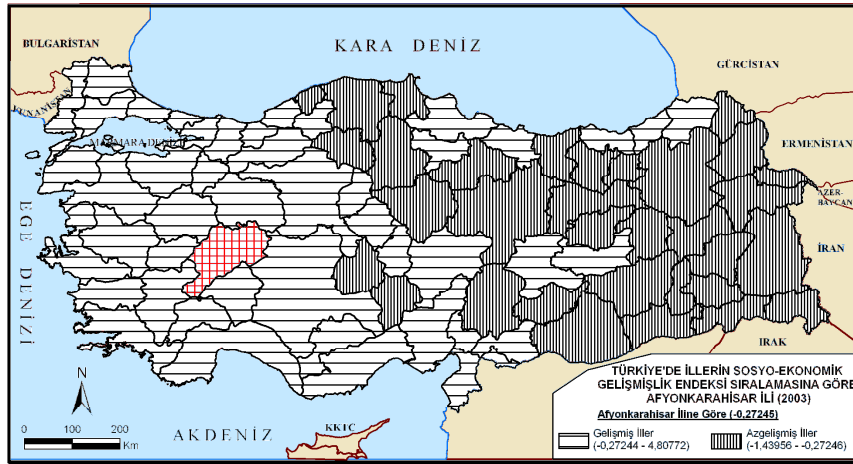 BULGARİSTAN
KARA DENİZ
GÜRCİSTAN
YUNANİSTAN
MARMARA DENİZİ
ERMENİSTAN
AZER-
BAYCAN
EGE DENİZİ
İRAN
IRAK
N
TÜRKİYE'DE İLLERİN SOSYO-EKONOMİK
GELİŞMİŞLİK ENDEKSİ SIRALAMASINA GÖRE
AFYONKARAHİSAR İLİ (2003)
Afyonkarahisar İline Göre (-0,27245)
Gelişmiş İller
(-0,27244 - 4,80772)
Azgelişmiş İller
(-1,43956 - -0,27246)
0 50 100 200
Km
AKDENİZ
KKTC